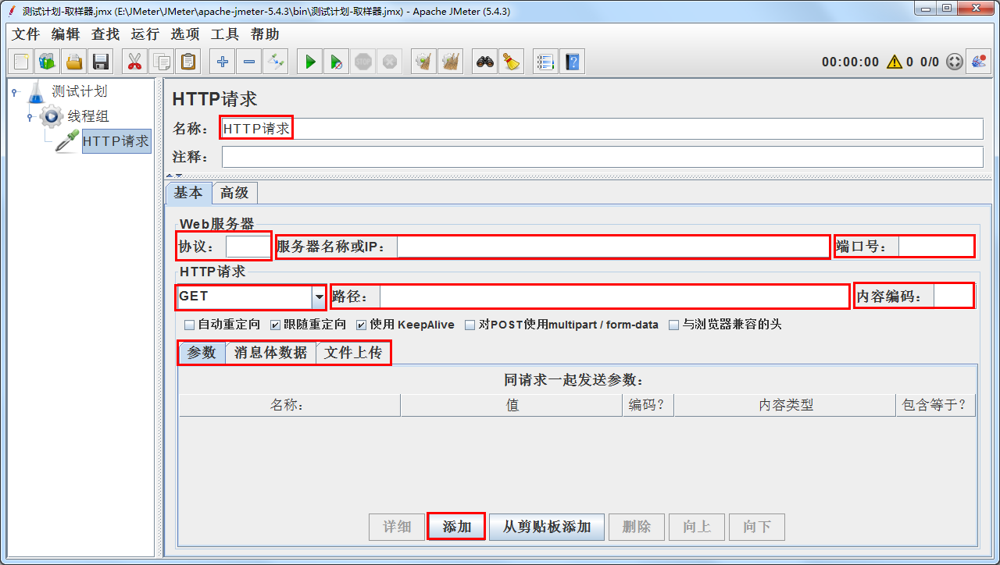 测试计划-取样器.jmx (E:\JMeter\JMeter\apache-jmeter-5.4.3\bin\测试计划-取样器.jmx) - Apache JMeter (5.4.3)
文件 编辑 查找 运行 选项 工具 帮助
00:00:00 0 0/0
测试计划
线程组
HTTP请求
HTTP请求
名称： HTTP请求
注释：
基本 高级
Web服务器
协议： 服务器名称或IP： 端口号：
HTTP请求
GET 路径： 内容编码：
自动重定向 跟随重定向 使用 KeepAlive 对POST使用multipart / form-data 与浏览器兼容的头
参数 消息体数据 文件上传
同请求一起发送参数：
名称： 值 编码？ 内容类型 包含等于？
详细 添加 从剪贴板添加 删除 向上 向下